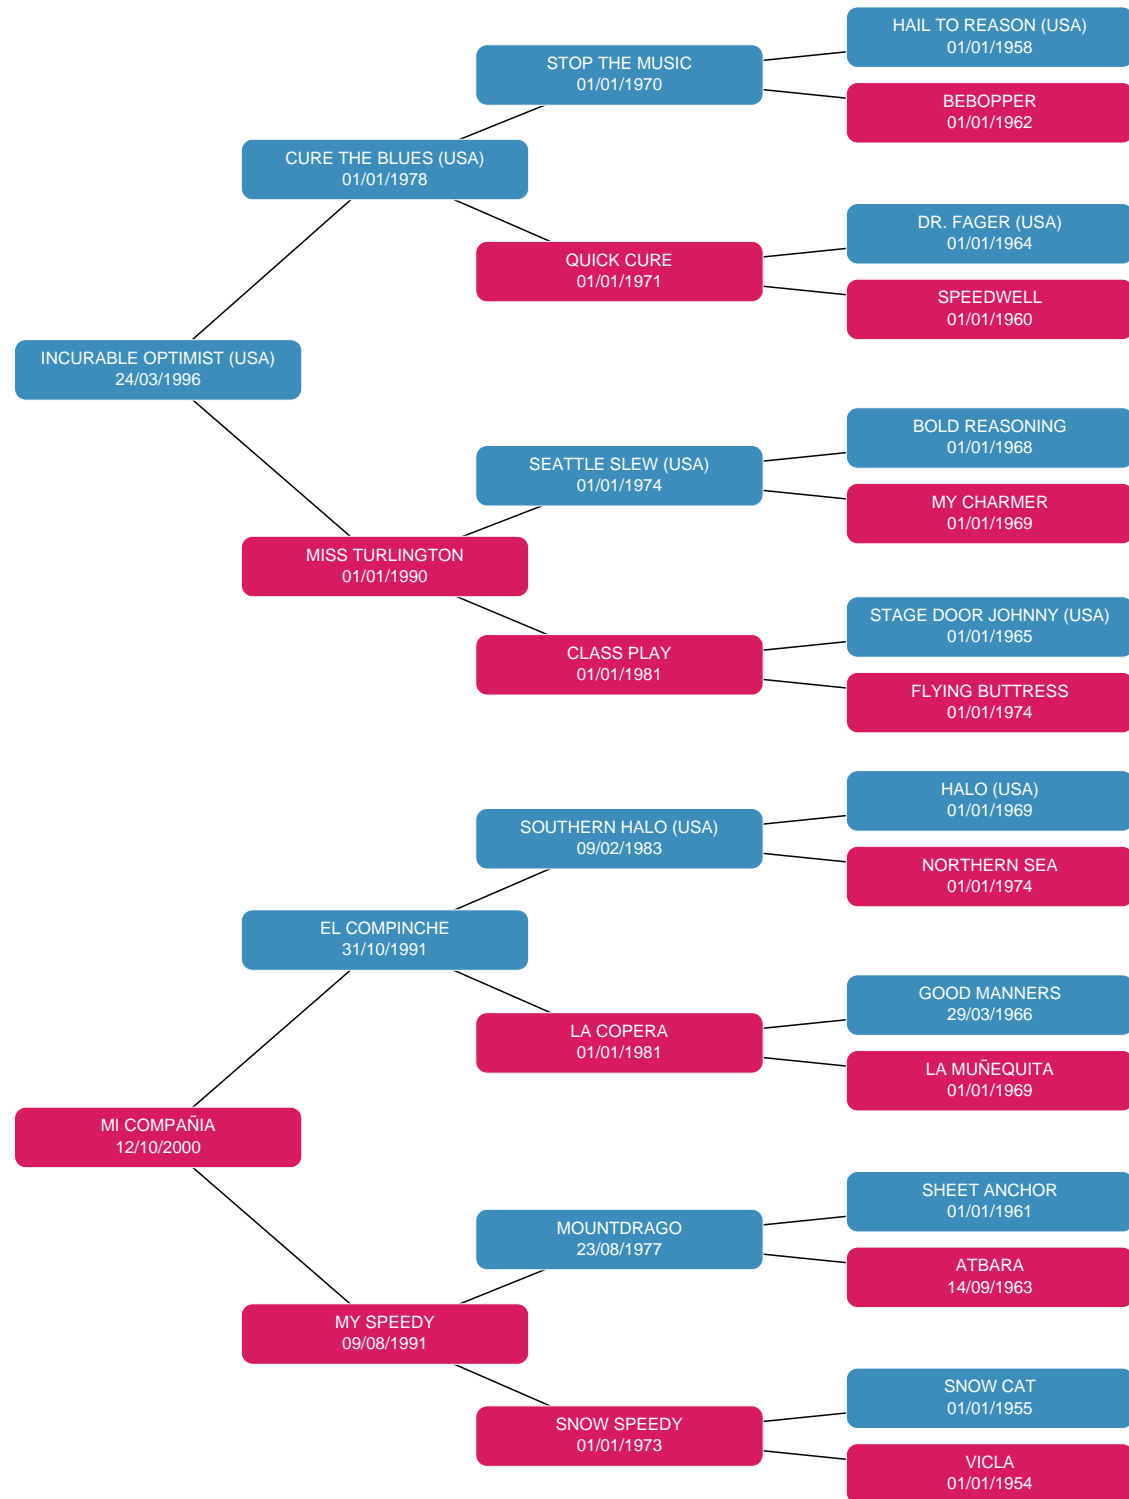 HAIL TO REASON (USA)
01/01/1958
STOP THE MUSIC
01/01/1970
BEBOPPER
01/01/1962
CURE THE BLUES (USA)
01/01/1978
DR. FAGER (USA)
01/01/1964
QUICK CURE
01/01/1971
SPEEDWELL
01/01/1960
INCURABLE OPTIMIST (USA)
24/03/1996
BOLD REASONING
01/01/1968
SEATTLE SLEW (USA)
01/01/1974
MY CHARMER
01/01/1969
MISS TURLINGTON
01/01/1990
STAGE DOOR JOHNNY (USA)
01/01/1965
CLASS PLAY
01/01/1981
FLYING BUTTRESS
01/01/1974
HALO (USA)
01/01/1969
SOUTHERN HALO (USA)
09/02/1983
NORTHERN SEA
01/01/1974
EL COMPINCHE
31/10/1991
GOOD MANNERS
29/03/1966
LA COPERA
01/01/1981
LA MUÑEQUITA
01/01/1969
MI COMPAÑIA
12/10/2000
SHEET ANCHOR
01/01/1961
MOUNTDRAGO
23/08/1977
ATBARA
14/09/1963
MY SPEEDY
09/08/1991
SNOW CAT
01/01/1955
SNOW SPEEDY
01/01/1973
VICLA
01/01/1954